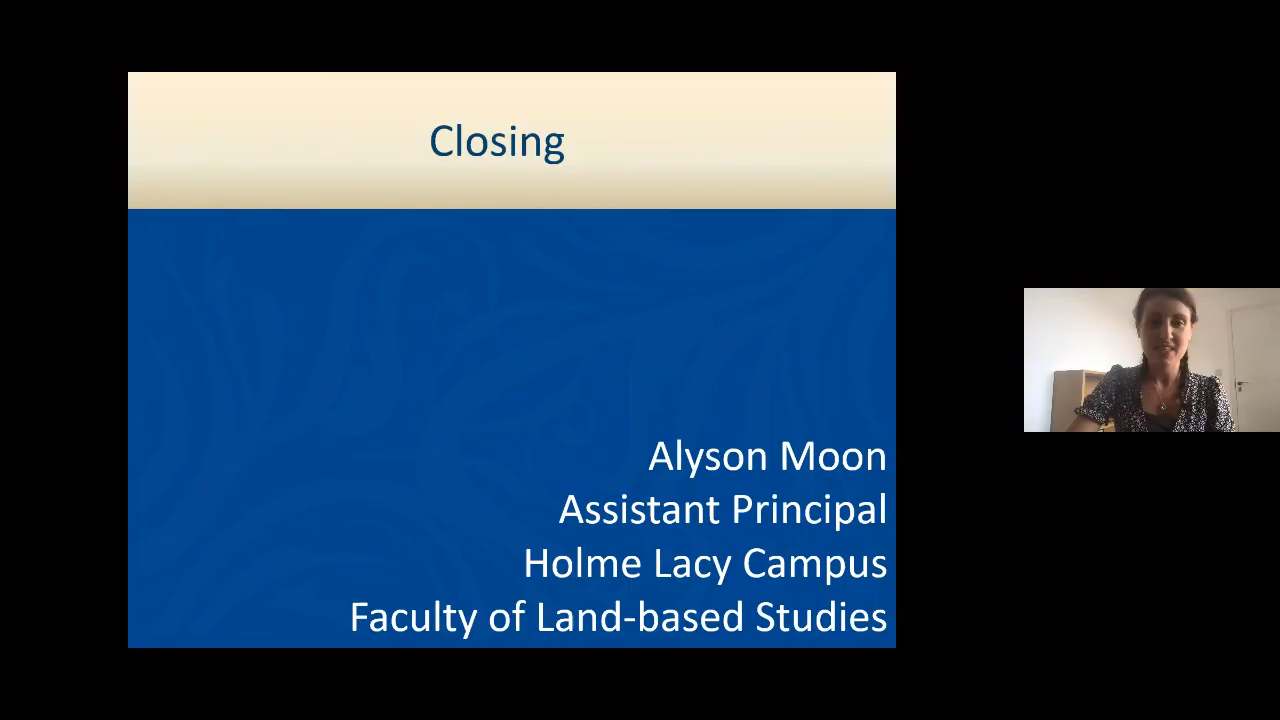 Closing
Alyson Moon
Assistant Principal
Holme Lacy Campus
Faculty of Land-based Studies